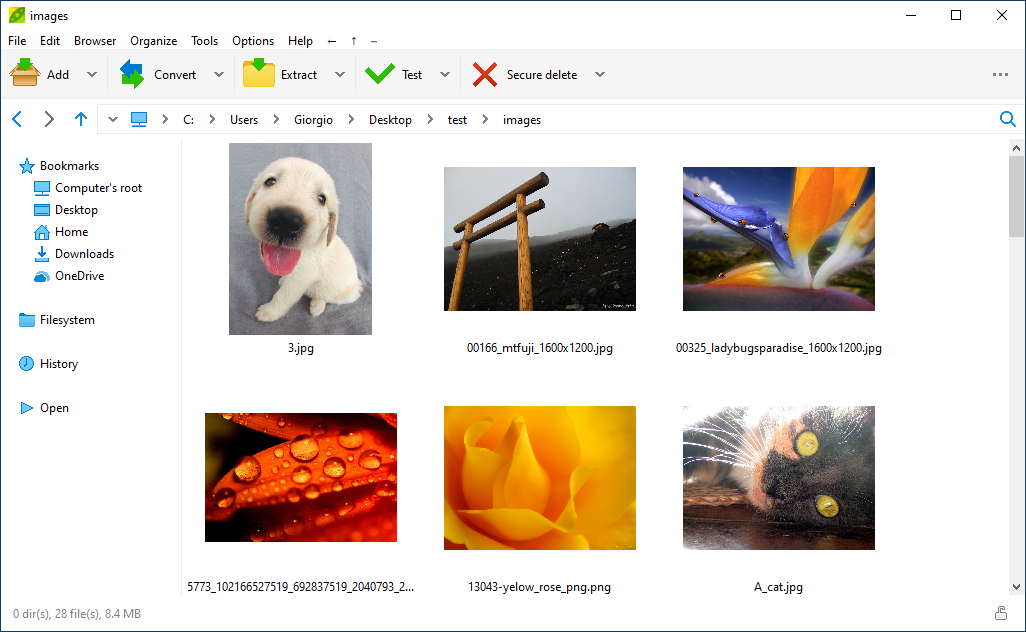 images
File Edit Browser Organize Tools Options Help ← ↑ –
Add Convert Extract Test Secure delete ...
C: Users Giorgio Desktop test images
Bookmarks
Computer's root
Desktop
Home
Downloads
OneDrive
Filesystem
History
Open
3.jpg 00166_mtfuji_1600x1200.jpg 00325_ladybugsparadise_1600x1200.jpg
5773_102166527519_692837519_2040793_2... 13043-yelow_rose_png.png A_cat.jpg
0 dir(s), 28 file(s), 8.4 MB